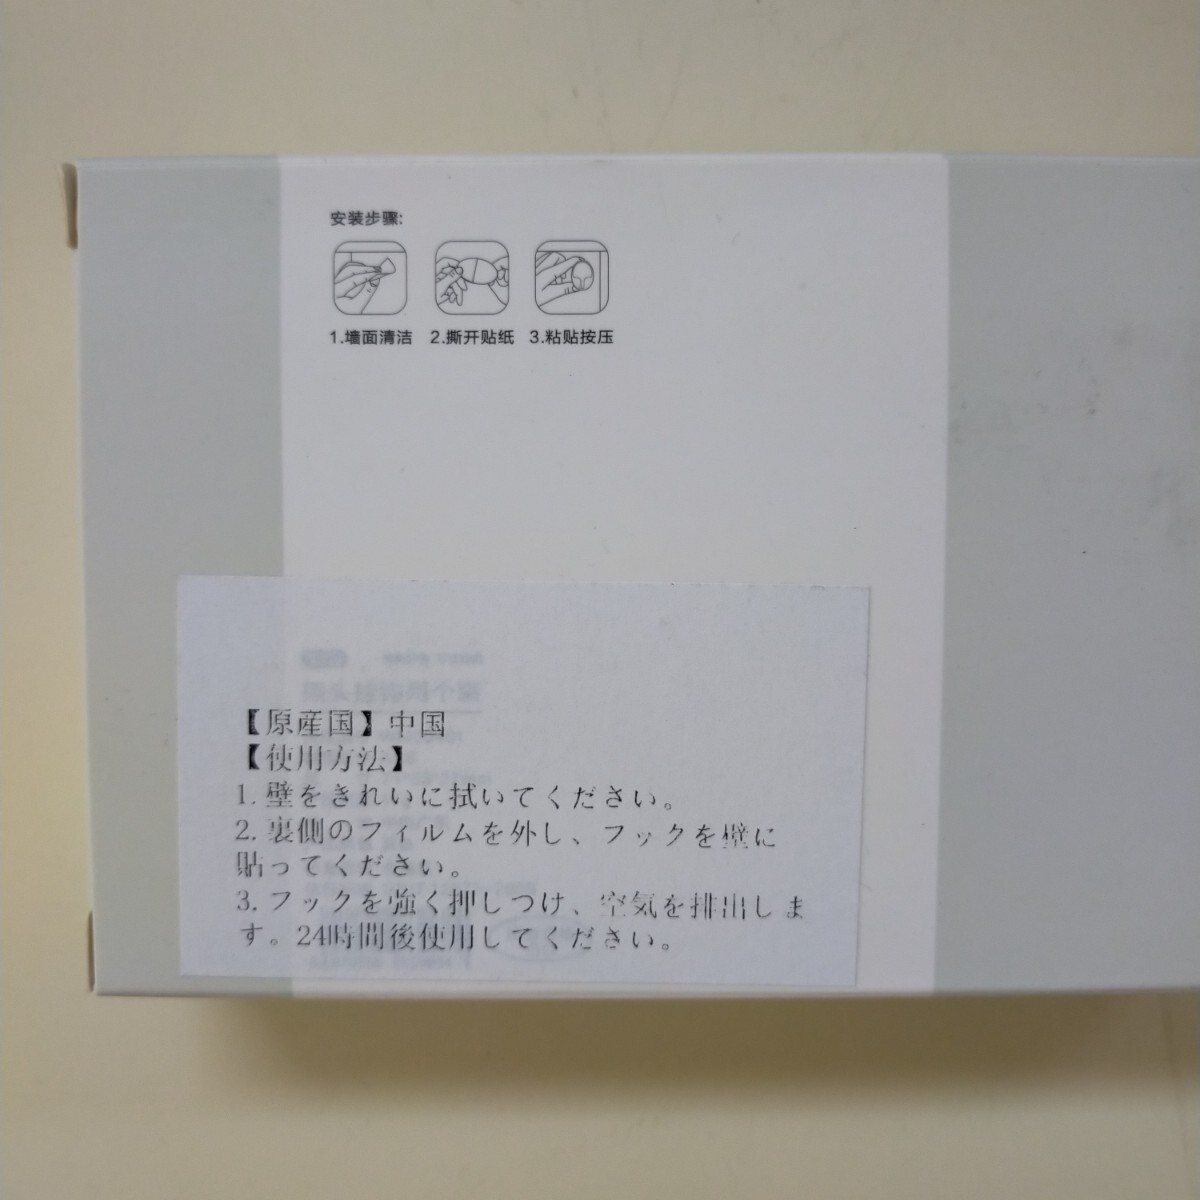 安装步骤:
1.墙面清洁 2.撕开贴纸 3.粘贴按压
【原産国】中国
【使用方法】
1. 壁をきれいに拭いてください。
2. 裏側のフィルムを外し、フックを壁に
貼ってください。
3. フックを強く押しつけ、空気を排出しま
す。24時間後使用してください。